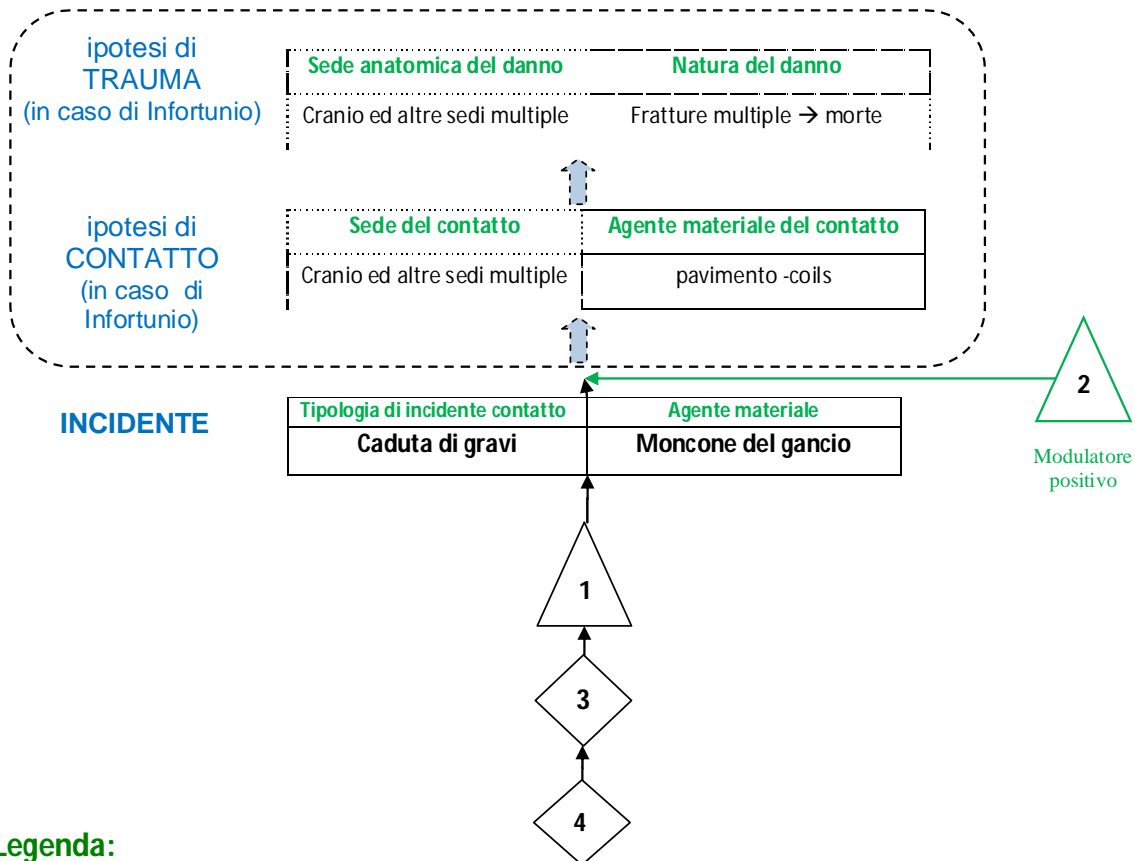 ipotesi di
TRAUMA
(in caso di Infortunio)
Sede anatomica del danno
Natura del danno
Cranio ed altre sedi multiple
Fratture multiple → morte
ipotesi di
CONTATTO
(in caso di
Infortunio)
Sede del contatto
Agente materiale del contatto
Cranio ed altre sedi multiple
pavimento -coils
INCIDENTE
Tipologia di incidente contatto
Agente materiale
Caduta di gravi
Moncone del gancio
2
Modulatore
positivo
1
3
4
Legenda: